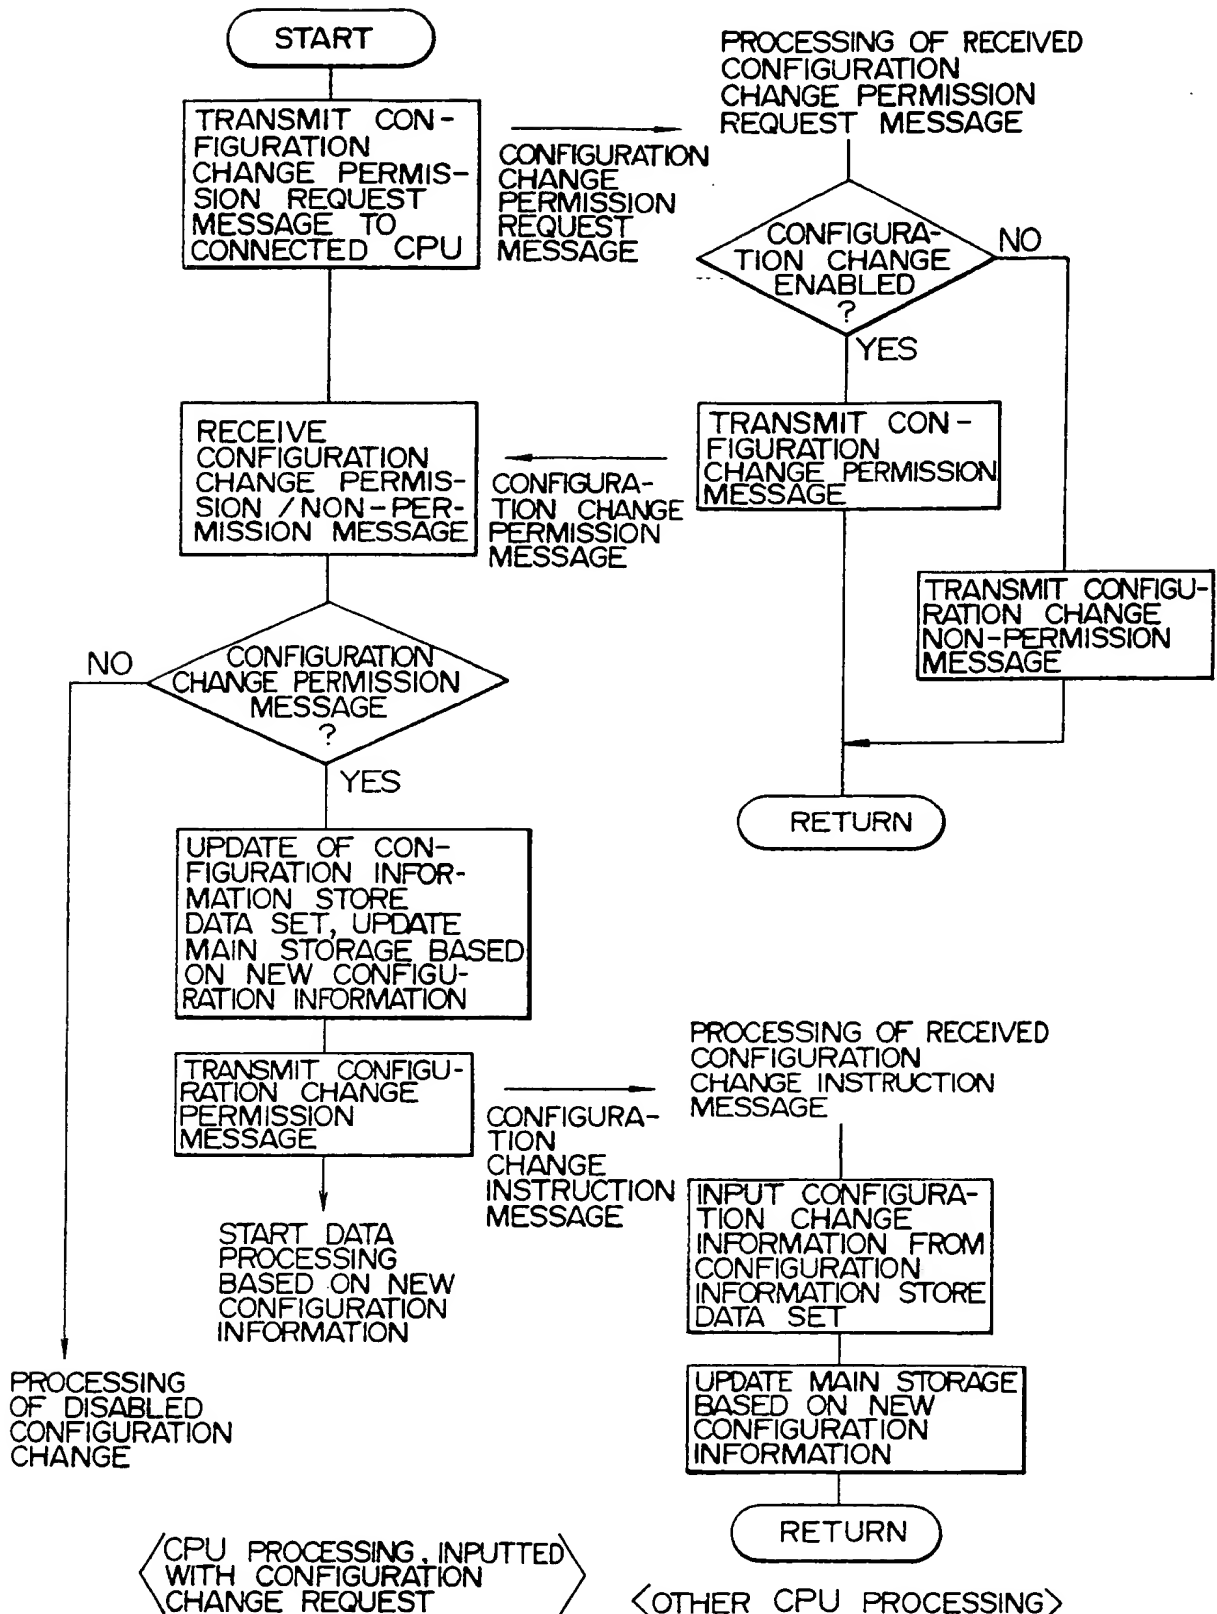 START
TRANSMIT CON-
FIGURATION
CHANGE PERMIS-
SION REQUEST
MESSAGE TO
CONNECTED CPU
CONFIGURATION
CHANGE
PERMISSION
REQUEST
MESSAGE
PROCESSING OF RECEIVED
CONFIGURATION
CHANGE PERMISSION
REQUEST MESSAGE
CONFIGURA-
TION CHANGE
ENABLED
?
NO
YES
TRANSMIT CON-
FIGURATION
CHANGE PERMISSION
MESSAGE
CONFIGURA-
TION CHANGE
PERMISSION
MESSAGE
RECEIVE
CONFIGURATION
CHANGE PERMIS-
SION / NON-PER-
MISSION MESSAGE
TRANSMIT CONFIGU-
RATION CHANGE
NON-PERMISSION
MESSAGE
RETURN
CONFIGURATION
CHANGE PERMISSION
MESSAGE
?
NO
YES
UPDATE OF CON-
FIGURATION INFOR-
MATION STORE
DATA SET, UPDATE
MAIN STORAGE BASED
ON NEW CONFIGU-
RATION INFORMATION
TRANSMIT CONFIGU-
RATION CHANGE
PERMISSION
MESSAGE
CONFIGURA-
TION
CHANGE
INSTRUCTION
MESSAGE
START DATA
PROCESSING
BASED ON NEW
CONFIGURATION
INFORMATION
PROCESSING
OF DISABLED
CONFIGURATION
CHANGE
PROCESSING OF RECEIVED
CONFIGURATION
CHANGE INSTRUCTION
MESSAGE
INPUT CONFIGURA-
TION CHANGE
INFORMATION FROM
CONFIGURATION
INFORMATION STORE
DATA SET
UPDATE MAIN STORAGE
BASED ON NEW
CONFIGURATION
INFORMATION
RETURN
CPU PROCESSING, INPUTTED
WITH CONFIGURATION
CHANGE REQUEST
<OTHER CPU PROCESSING>